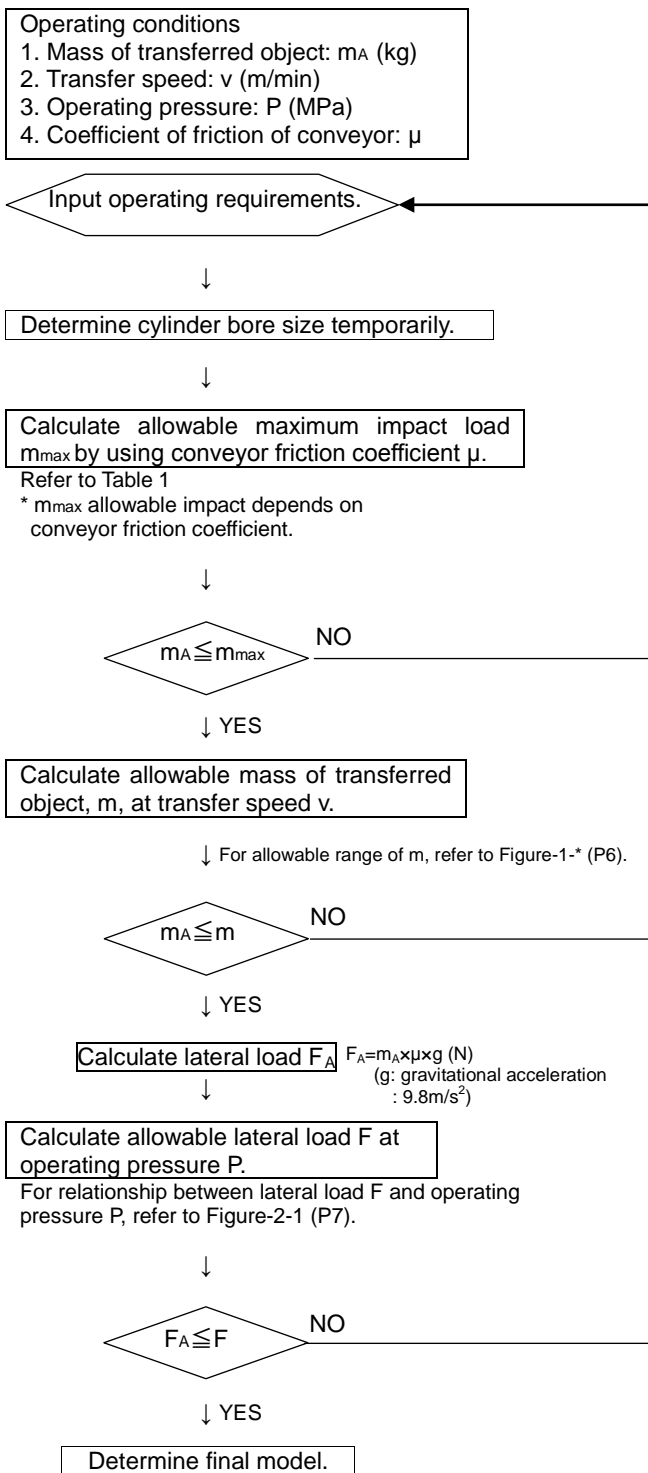 Operating conditions
1. Mass of transferred object: mA (kg)
2. Transfer speed: v (m/min)
3. Operating pressure: P (MPa)
4. Coefficient of friction of conveyor: μ
Input operating requirements.
↓
Determine cylinder bore size temporarily.
↓
Calculate allowable maximum impact load
mmax by using conveyor friction coefficient μ.
Refer to Table 1
* mmax allowable impact depends on
conveyor friction coefficient.
↓
mA≦mmax
NO
↓ YES
Calculate allowable mass of transferred
object, m, at transfer speed v.
↓ For allowable range of m, refer to Figure-1-* (P6).
mA≦m
NO
↓ YES
Calculate lateral load FA
FA=mA×μ×g (N)
(g: gravitational acceleration
: 9.8m/s²)
↓
Calculate allowable lateral load F at
operating pressure P.
For relationship between lateral load F and operating
pressure P, refer to Figure-2-1 (P7).
↓
FA≦F
NO
↓ YES
Determine final model.